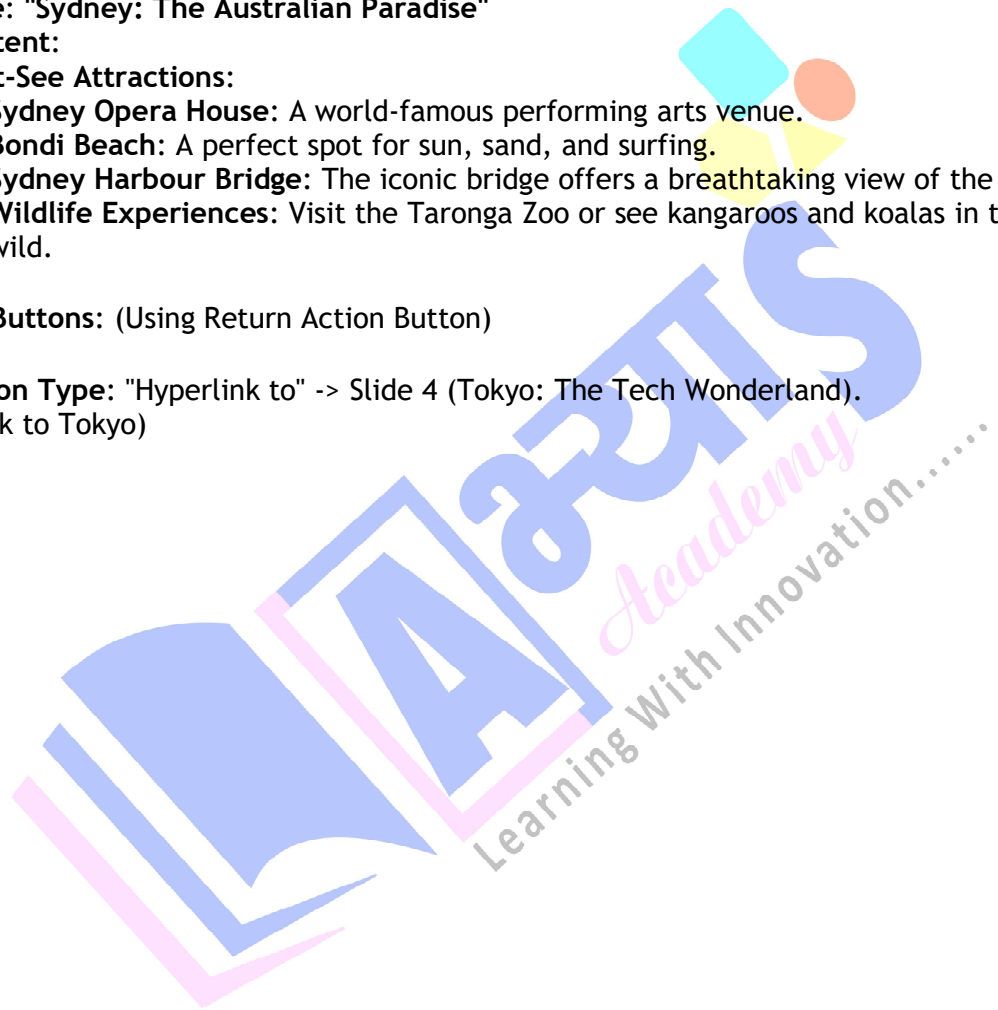 e: "Sydney: The Australian Paradise"
tent:
t-See Attractions:
Sydney Opera House: A world-famous performing arts venue.
Bondi Beach: A perfect spot for sun, sand, and surfing.
Sydney Harbour Bridge: The iconic bridge offers a breathtaking view of the
Wildlife Experiences: Visit the Taronga Zoo or see kangaroos and koalas in t
wild.
Buttons: (Using Return Action Button)
on Type: "Hyperlink to" -> Slide 4 (Tokyo: The Tech Wonderland).
k to Tokyo)
A
भ्याS
Academy
Learning With Innovation......